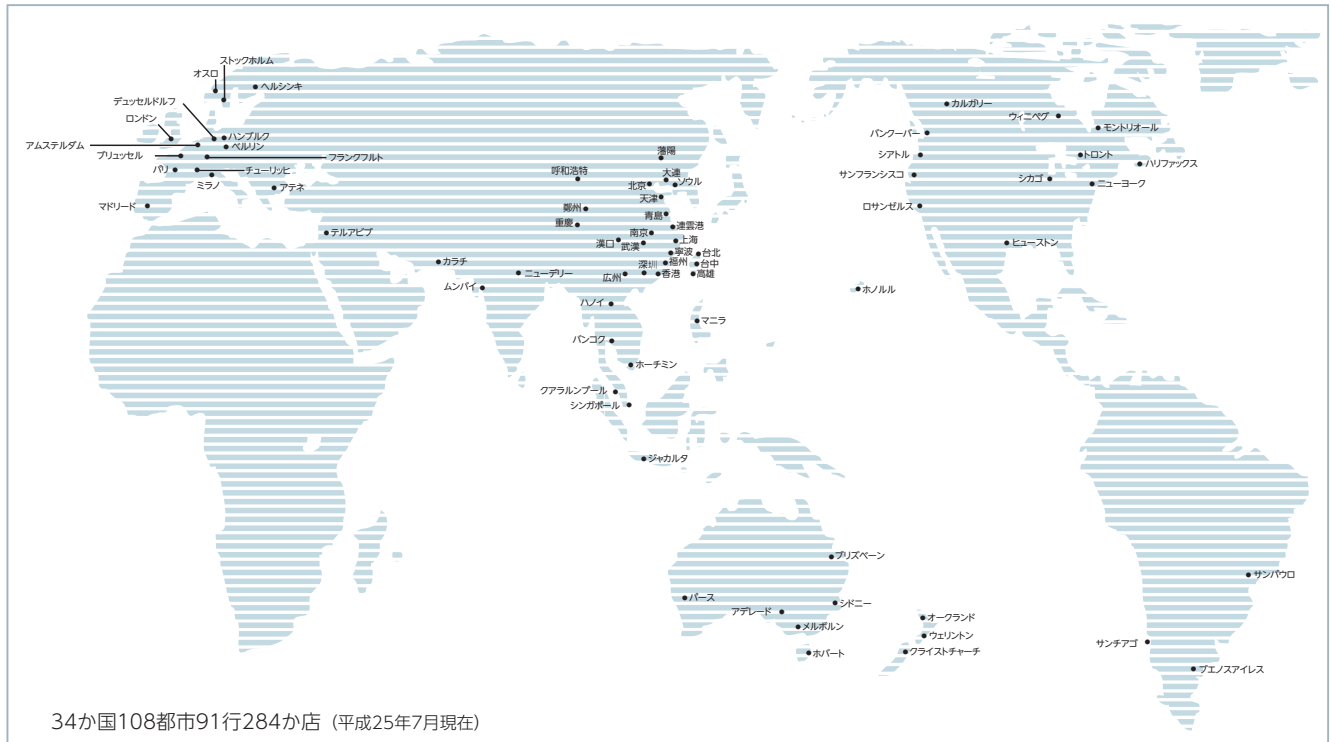 ストックホルム
オスロ
ヘルシンキ
デュッセルドルフ
ロンドン
ハンブルク
アムステルダム
ベルリン
ブリュッセル
フランクフルト
パリ
チューリッヒ
ミラノ
アテネ
マドリード
テルアビブ
カラチ
ムンバイ
ニューデリー
藩陽
呼和浩特
大連
北京
ソウル
天津
鄭州
青島
重慶
連雲港
南京
漢口
武漢
上海
寧波
台北
深圳
福州
台中
広州
香港
高雄
ハノイ
マニラ
バンコク
ホーチミン
クアラルンプール
シンガポール
ジャカルタ
ブリズベーン
パース
アデレード
シドニー
メルボルン
ホバート
オークランド
ウェリントン
クライストチャーチ
カルガリー
ウィニペグ
バンクーバー
モントリオール
シアトル
トロント
ハリファックス
サンフランシスコ
シカゴ
ニューヨーク
ロサンゼルス
ヒューストン
ホノルル
サンパウロ
サンチアゴ
ブエノスアイレス
34か国108都市91行284か店（平成25年7月現在）